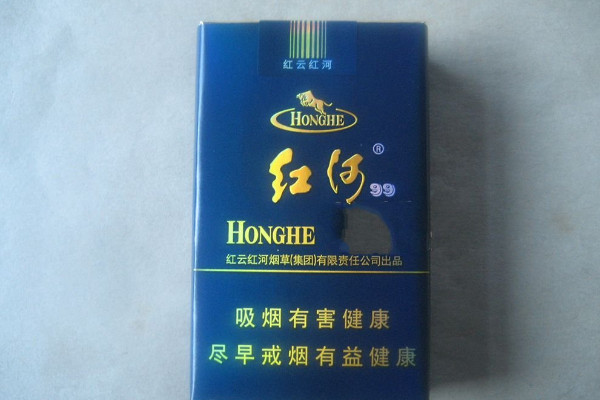 红云红河
HONGHE
红河®
99
HONGHE
红云红河烟草(集团)有限责任公司出品
吸烟有害健康
尽早戒烟有益健康